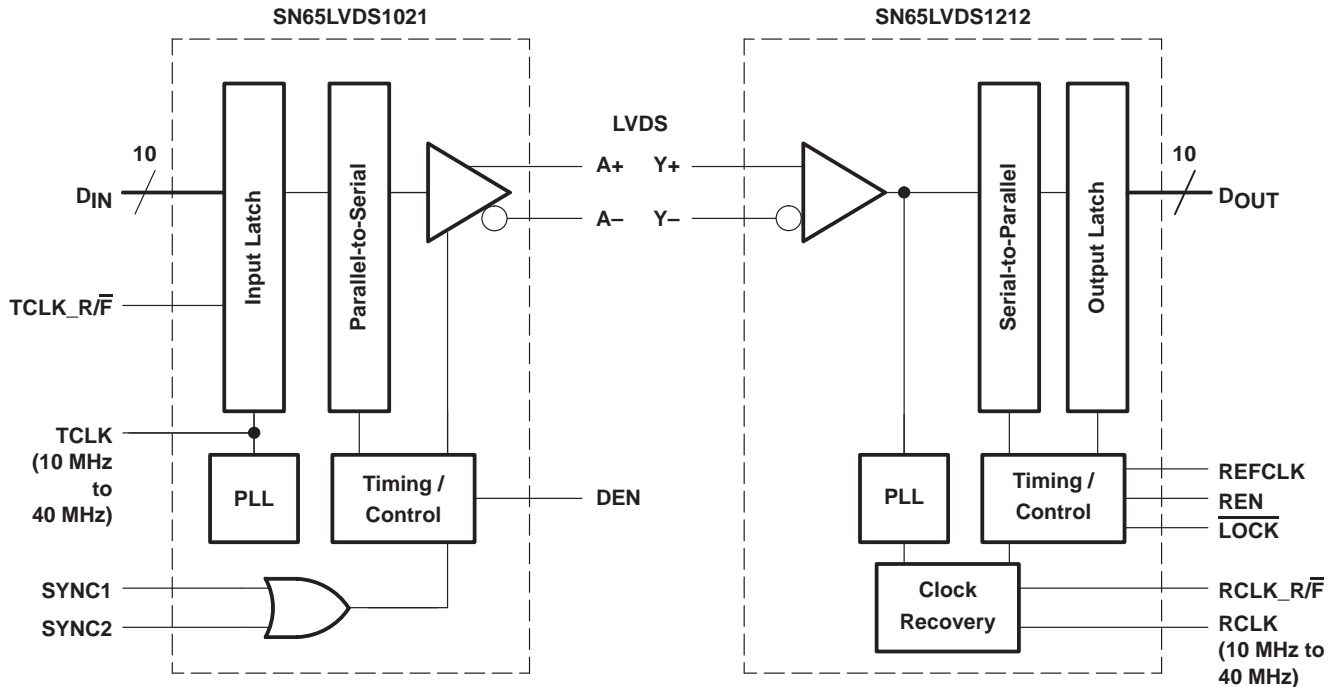 SN65LVDS1021
SN65LVDS1212
LVDS
10
DIN
Input Latch
Parallel-to-Serial
A+
Y+
A–
Y–
Serial-to-Parallel
Output Latch
10
DOUT
TCLK_R/F̅
TCLK
(10 MHz
to
40 MHz)
PLL
Timing /
Control
DEN
PLL
Timing /
Control
REFCLK
REN
L̅O̅C̅K̅
SYNC1
SYNC2
Clock
Recovery
RCLK_R/F̅
RCLK
(10 MHz to
40 MHz)